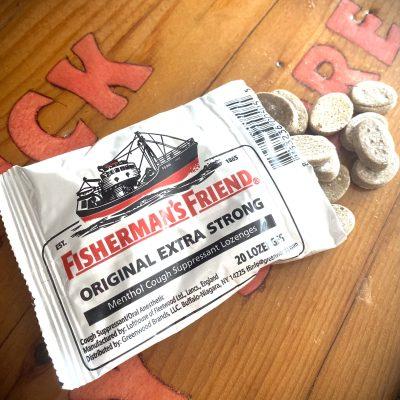 CK
RE
EST.
1865
FISHERMAN'S FRIEND®
ORIGINAL EXTRA STRONG
Menthol Cough Suppressant Lozenges
20 LOZENGES
Cough Suppressant/Oral Anesthetic
Manufactured by: Lofthouse of Fleetwood Ltd., Lancs, England
Distributed by: Greenwood Brands, LLC. Buffalo-Niagara, NY 14225